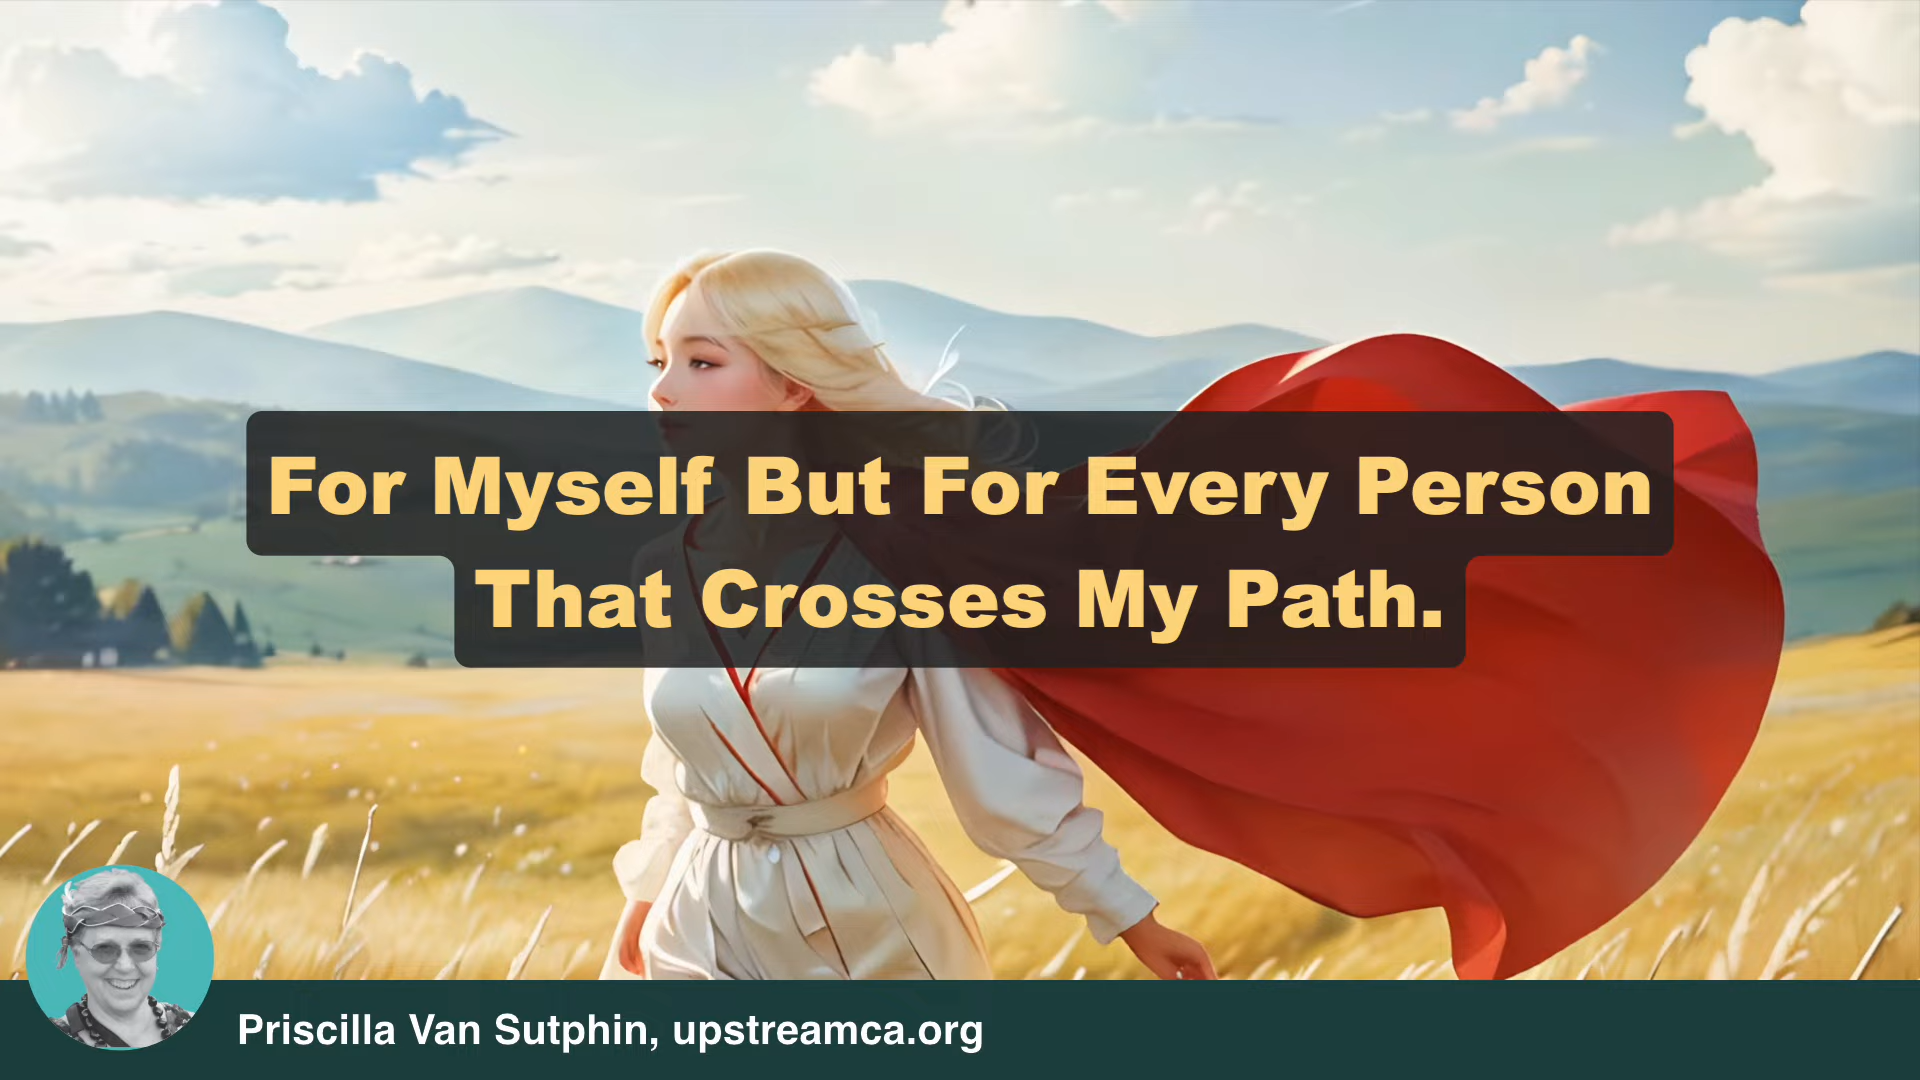 For Myself But For Every Person
That Crosses My Path.
Priscilla Van Sutphin, upstreamca.org